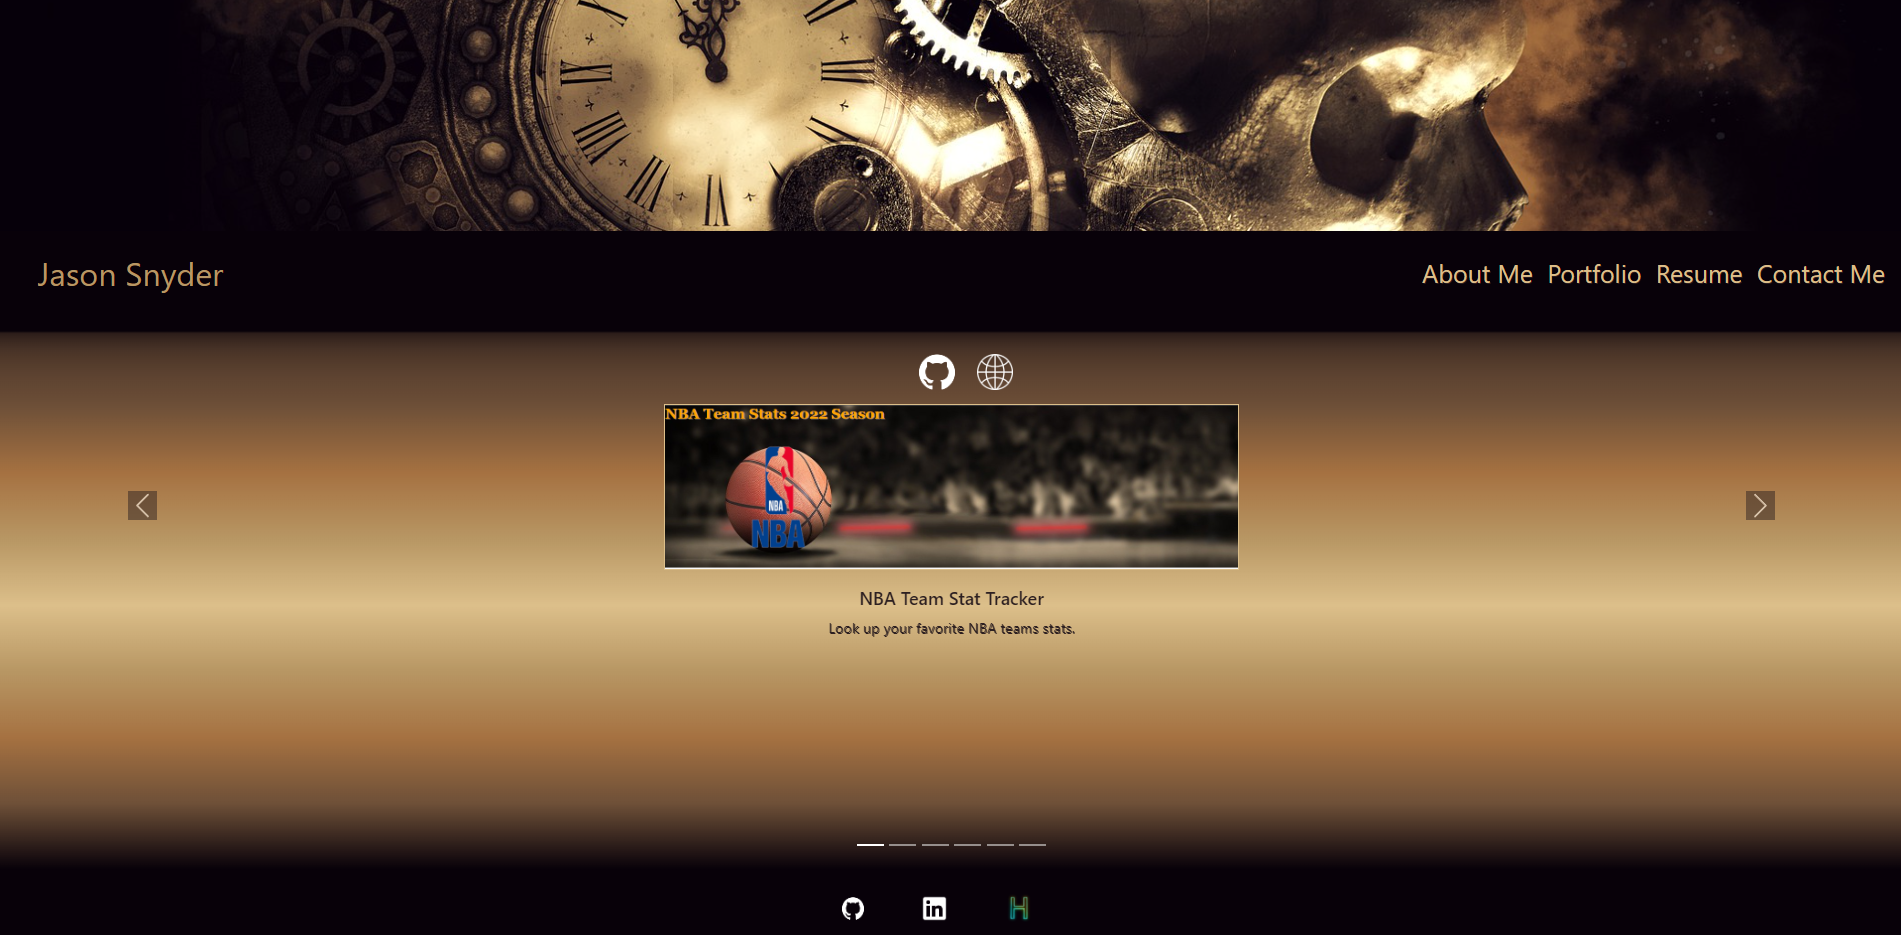 Jason Snyder
About Me Portfolio Resume Contact Me
NBA Team Stats 2022 Season
NBA
NBA
NBA Team Stat Tracker
Look up your favorite NBA teams stats.
in
H